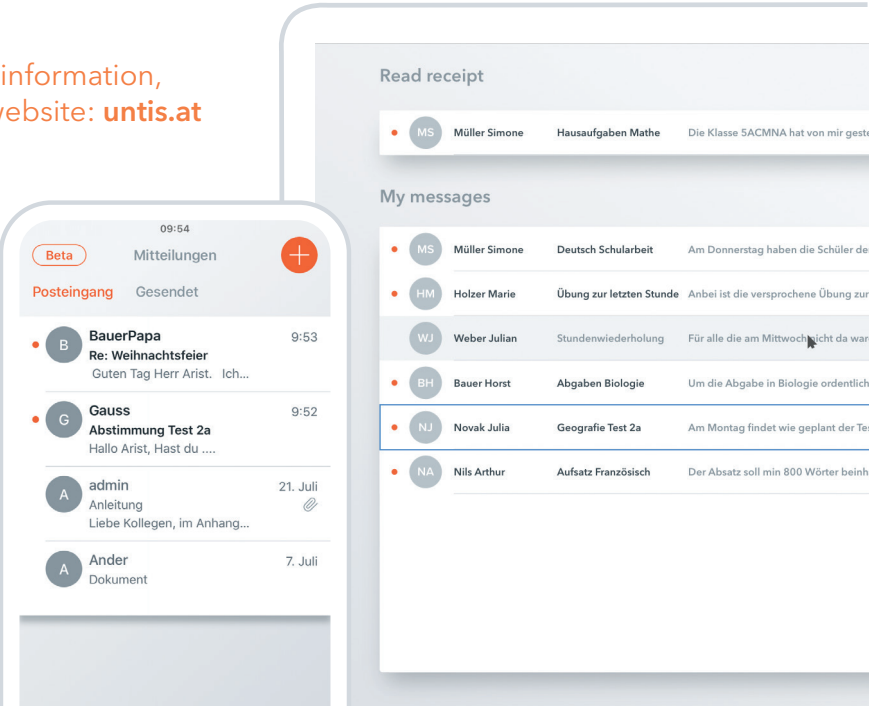 information,
website: untis.at
09:54
Beta Mitteilungen
Posteingang Gesendet
B BauerPapa 9:53
Re: Weihnachtsfeier
Guten Tag Herr Arist. Ich...
G Gauss 9:52
Abstimmung Test 2a
Hallo Arist, Hast du ....
A admin 21. Juli
Anleitung
Liebe Kollegen, im Anhang...
A Ander 7. Juli
Dokument
Read receipt
MS Müller Simone Hausaufgaben Mathe Die Klasse 5ACMNA hat von mir geste
My messages
MS Müller Simone Deutsch Schularbeit Am Donnerstag haben die Schüler de
HM Holzer Marie Übung zur letzten Stunde Anbei ist die versprochene Übung zur
WJ Weber Julian Stundenwiederholung Für alle die am Mittwoch nicht da war
BH Bauer Horst Abgaben Biologie Um die Abgabe in Biologie ordentlich
NJ Novak Julia Geografie Test 2a Am Montag findet wie geplant der Tes
NA Nils Arthur Aufsatz Französisch Der Absatz soll min 800 Wörter beinh